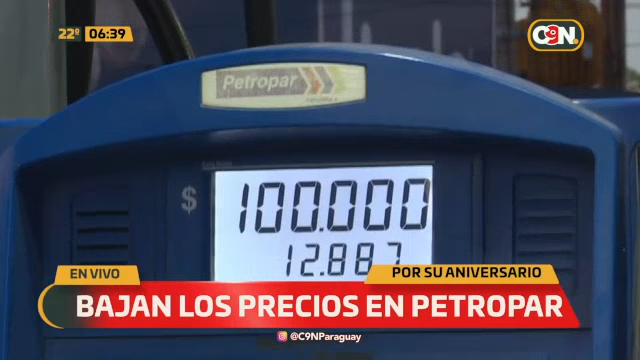 22º 06:39
C9N
Petropar
$ 100.000
12.887
EN VIVO
POR SU ANIVERSARIO
BAJAN LOS PRECIOS EN PETROPAR
@C9NParaguay